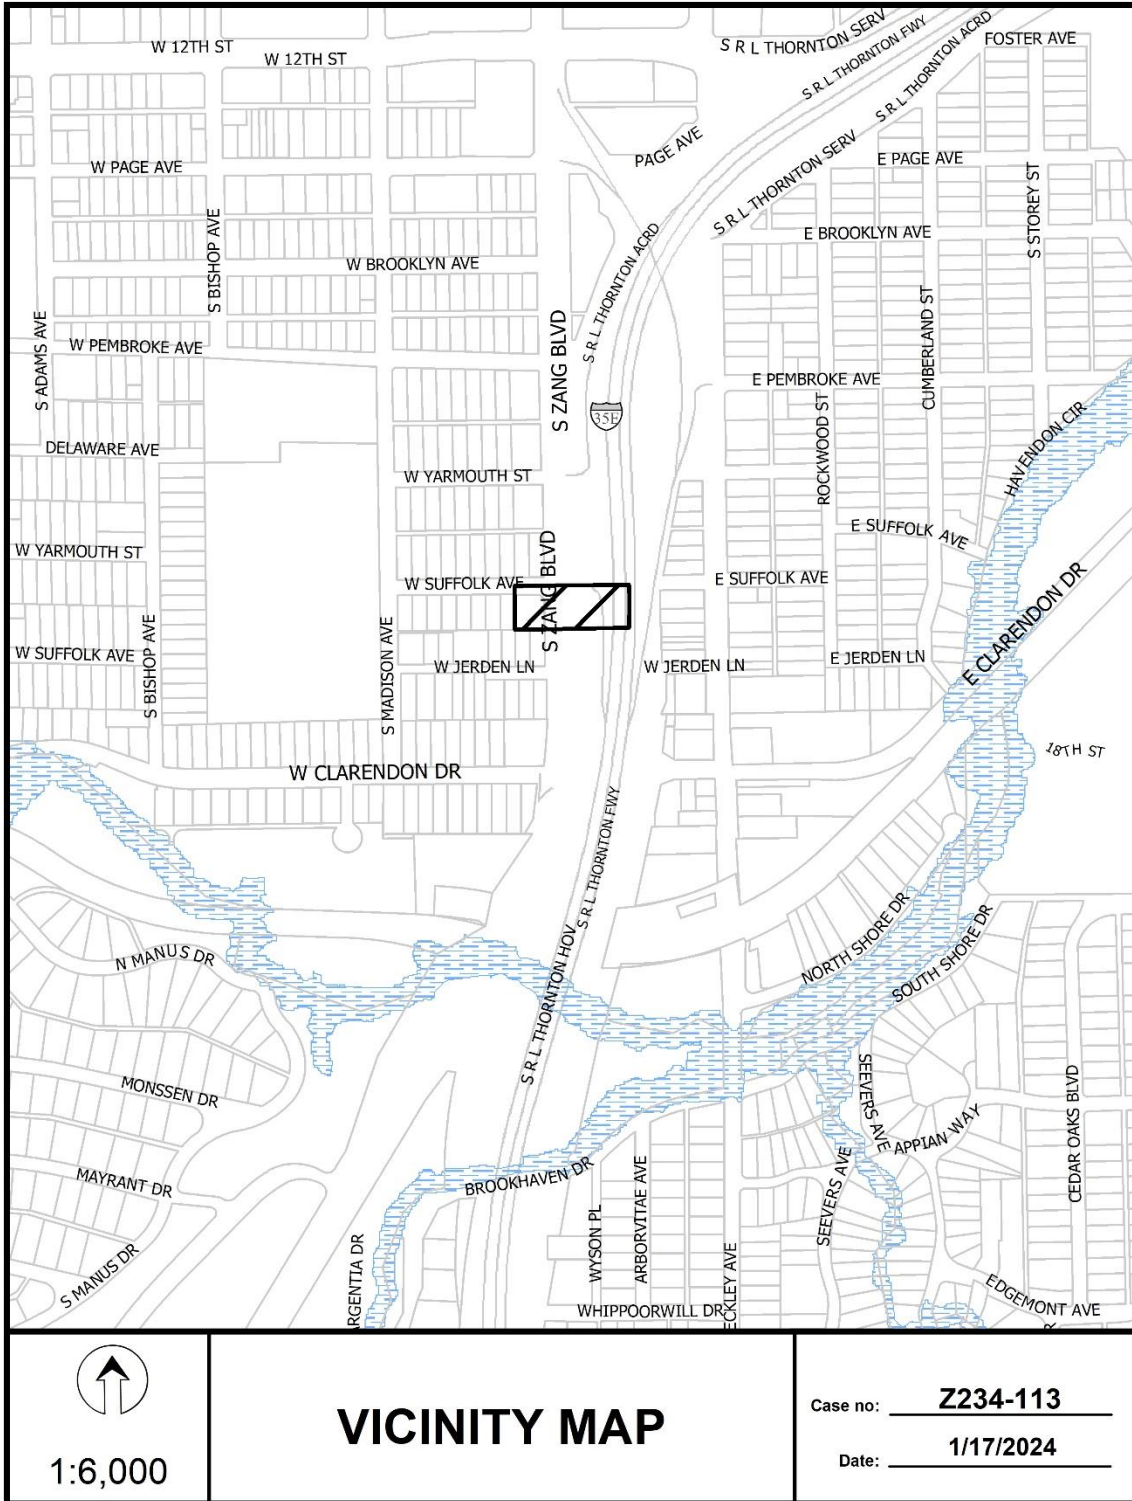 W 12TH ST
W 12TH ST
S R L THORNTON SERV
S R L THORNTON FWY
S R L THORNTON ACRD
FOSTER AVE
W PAGE AVE
PAGE AVE
S R L THORNTON SERV
E PAGE AVE
S STOREY ST
S BISHOP AVE
W BROOKLYN AVE
S R L THORNTON ACRD
E BROOKLYN AVE
S ADAMS AVE
W PEMBROKE AVE
S ZANG BLVD
35E
E PEMBROKE AVE
CUMBERLAND ST
ROCKWOOD ST
HAVENDON CIR
DELAWARE AVE
W YARMOUTH ST
E SUFFOLK AVE
W YARMOUTH ST
W SUFFOLK AVE
S ZANG BLVD
E SUFFOLK AVE
E CLARENDON DR
W SUFFOLK AVE
S BISHOP AVE
S MADISON AVE
W JERDEN LN
W JERDEN LN
E JERDEN LN
18TH ST
W CLARENDON DR
S R L THORNTON FWY
N MANUS DR
S R L THORNTON HOV
NORTH SHORE DR
SOUTH SHORE DR
MONSSEN DR
SEEVERS AVE
APPIAN WAY
CEDAR OAKS BLVD
MAYRANT DR
BROOKHAVEN DR
ARBORVITAE AVE
WYSON PL
SEEVERS AVE
S MANUS DR
ARGENTIA DR
ECKLEY AVE
WHIPPOORWILL DR
EDGEMONT AVE
R
1:6,000
VICINITY MAP
Case no: Z234-113
Date: 1/17/2024